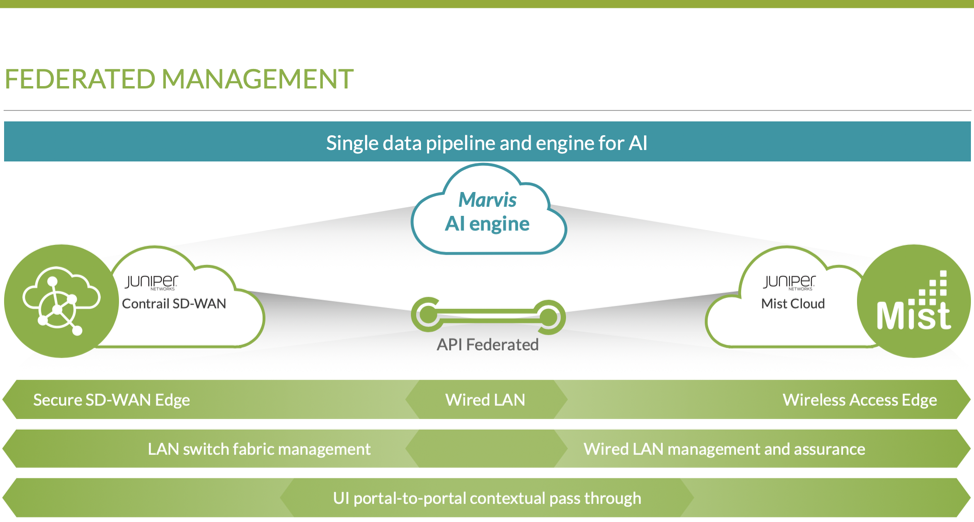 FEDERATED MANAGEMENT
Single data pipeline and engine for AI
Marvis
AI engine
JUNIPER
NETWORKS
Contrail SD-WAN
JUNIPER
NETWORKS
Mist Cloud
Mist
API Federated
Secure SD-WAN Edge
Wired LAN
Wireless Access Edge
LAN switch fabric management
Wired LAN management and assurance
UI portal-to-portal contextual pass through